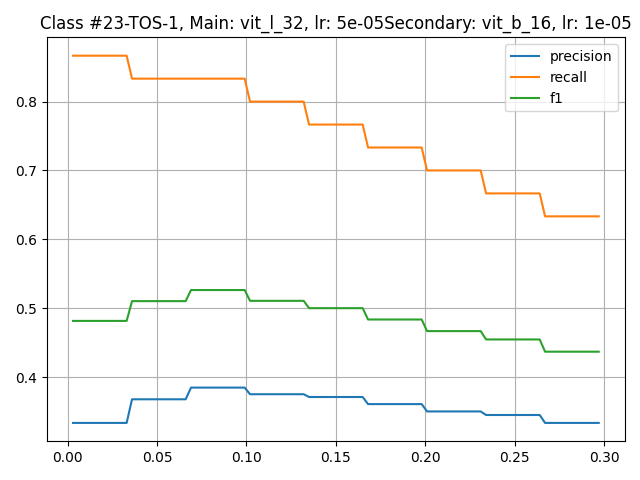 Class #23-TOS-1, Main: vit_l_32, lr: 5e-05Secondary: vit_b_16, lr: 1e-05
precision
recall
f1
0.8
0.7
0.6
0.5
0.4
0.00 0.05 0.10 0.15 0.20 0.25 0.30